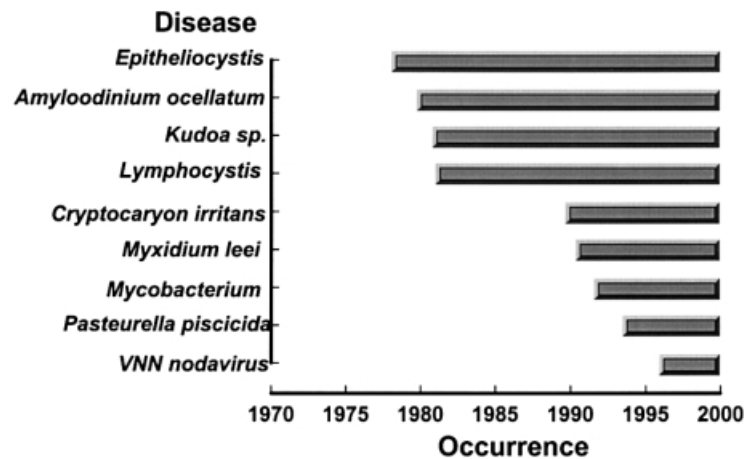 Disease
Epitheliocystis
Amyloodinium ocellatum
Kudoa sp.
Lymphocystis
Cryptocaryon irritans
Myxidium leei
Mycobacterium
Pasteurella piscicida
VNN nodavirus
1970 1975 1980 1985 1990 1995 2000
Occurrence